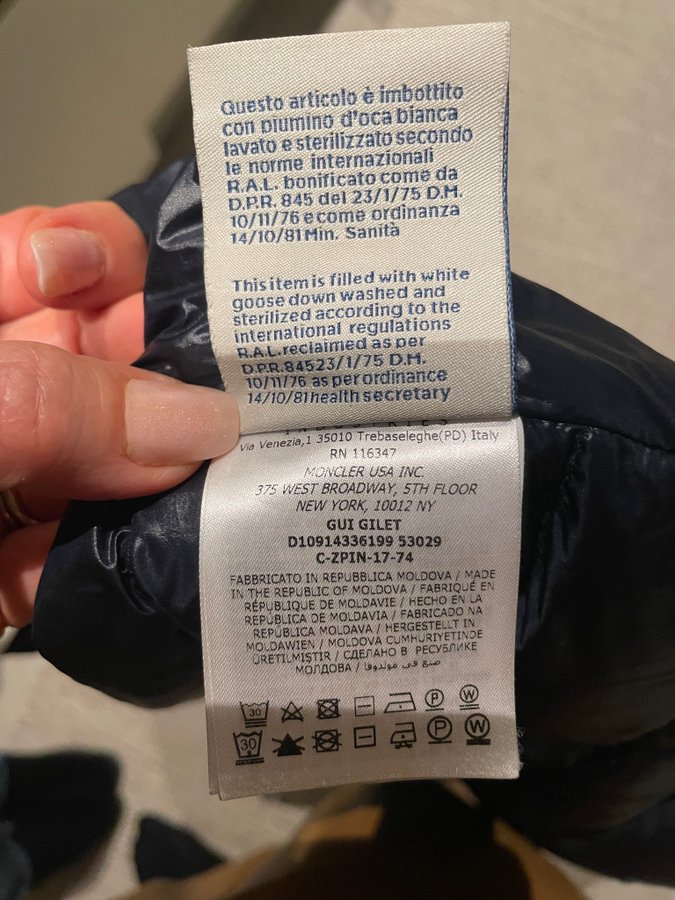 Questo articolo è imbottito
con piumino d'oca bianca
lavato e sterilizzato secondo
le norme internazionali
R.A.L. bonificato come da
D.P.R. 845 del 23/1/75 D.M.
10/11/76 e come ordinanza
14/10/81 Min. Sanità
This item is filled with white
goose down washed and
sterilized according to the
international regulations
R.A.L. reclaimed as per
D.P.R. 84523/1/75 D.M.
10/11/76 as per ordinance
14/10/81 health secretary
INDUSTRIES
Via Venezia,1 35010 Trebaseleghe(PD) Italy
RN 116347
MONCLER USA INC.
375 WEST BROADWAY, 5TH FLOOR
NEW YORK, 10012 NY
GUI GILET
D10914336199 53029
C-ZPIN-17-74
FABBRICATO IN REPUBBLICA MOLDOVA / MADE
IN THE REPUBLIC OF MOLDOVA / FABRIQUÉ EN
RÉPUBLIQUE DE MOLDAVIE / HECHO EN LA
REPÚBLICA DE MOLDAVIA / FABRICADO NA
REPÚBLICA MOLDAVA / HERGESTELLT IN
MOLDAWIEN / MOLDOVA CUMHURIYETINDE
ÜRETILMIŞTIR / СДЕЛАНО В РЕСПУБЛИКЕ
МОЛДОВА / صنع في مولدوفا
30 P W
30 P W